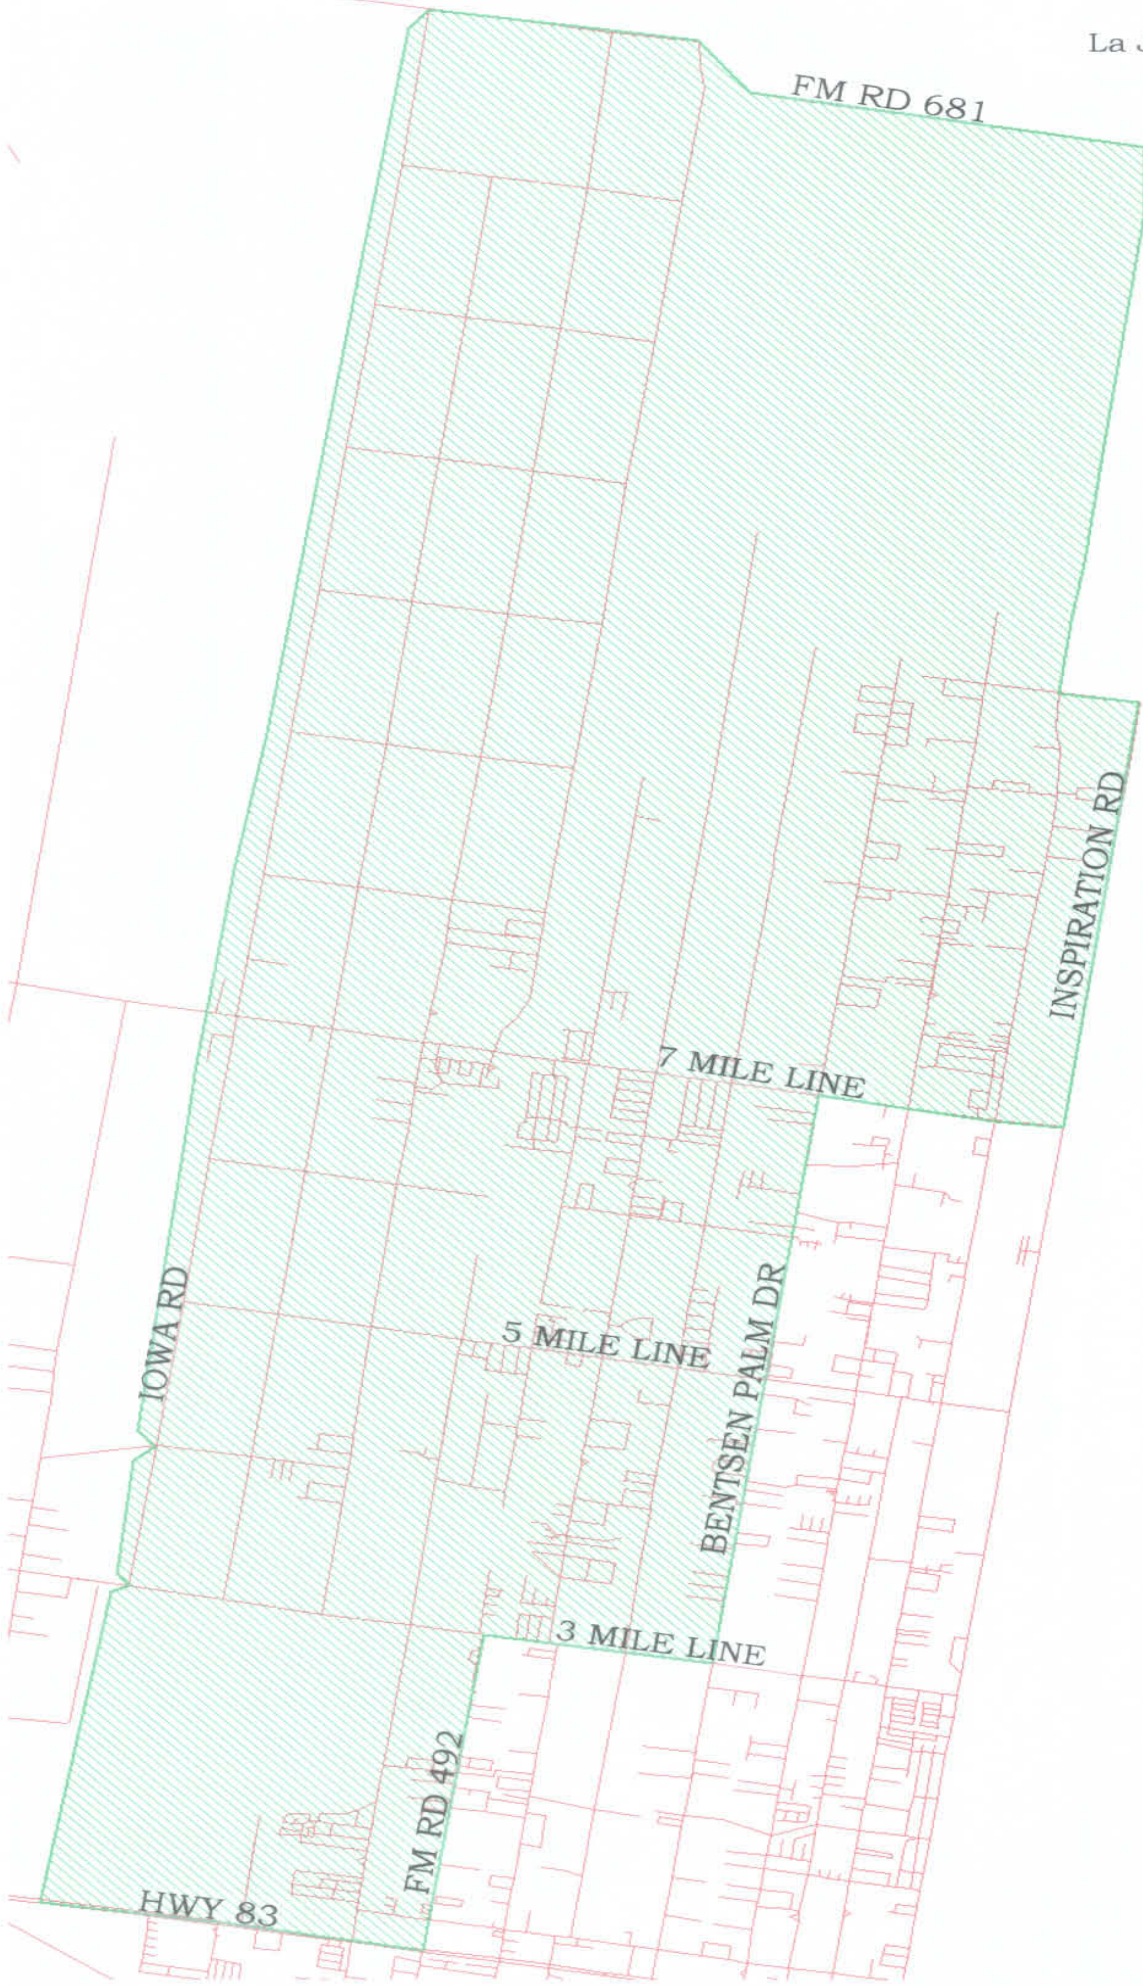 La
FM RD 681
INSPIRATION RD
7 MILE LINE
IOWA RD
5 MILE LINE
BENTSEN PALM DR
3 MILE LINE
FM RD 492
HWY 83